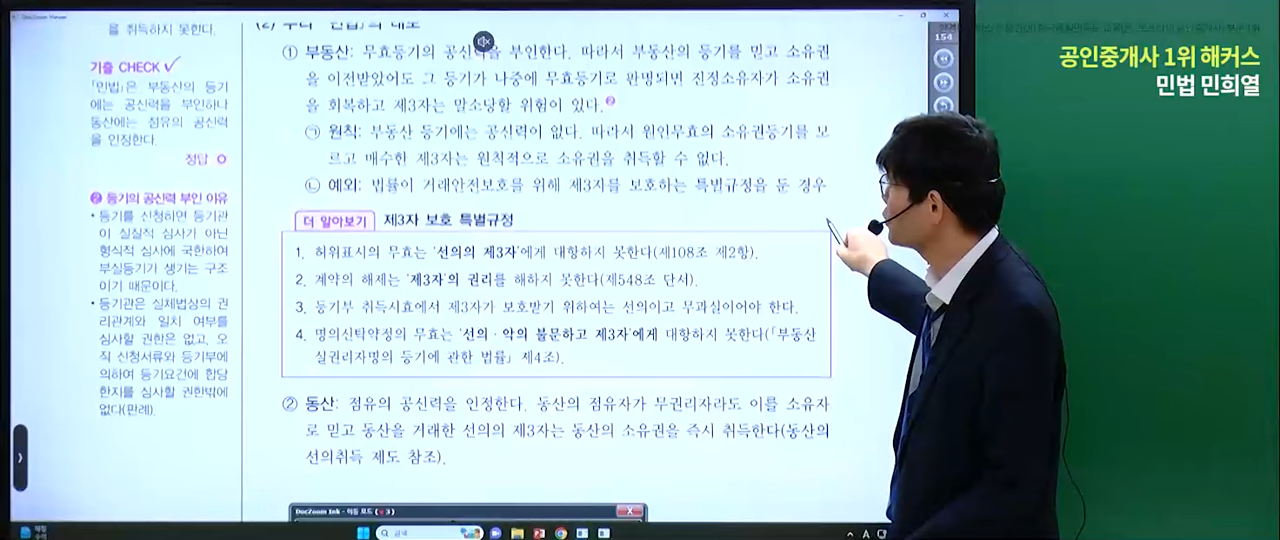 DocZoom Viewer
을 취득하지 못한다.
기출 CHECK ✓
「민법」은 부동산의 등기
에는 공신력을 부인하나
동산에는 점유의 공신력
을 인정한다.
정답 O
❷ 등기의 공신력 부인 이유
• 등기를 신청하면 등기관
이 실질적 심사가 아닌
형식적 심사에 국한하여
부실등기가 생기는 구조
이기 때문이다.
• 등기관은 실체법상의 권
리관계와 일치 여부를
심사할 권한은 없고, 오
직 신청서류와 등기부에
의하여 등기요건에 합당
한지를 심사할 권한밖에
없다(판례).
① 부동산: 무효등기의 공신력을 부인한다. 따라서 부동산의 등기를 믿고 소유권
을 이전받았어도 그 등기가 나중에 무효등기로 판명되면 진정소유자가 소유권
을 회복하고 제3자는 말소당할 위험이 있다.❷
㉠ 원칙: 부동산 등기에는 공신력이 없다. 따라서 원인무효의 소유권등기를 모
르고 매수한 제3자는 원칙적으로 소유권을 취득할 수 없다.
㉡ 예외: 법률이 거래안전보호를 위해 제3자를 보호하는 특별규정을 둔 경우
더 알아보기 제3자 보호 특별규정
1. 허위표시의 무효는 '선의의 제3자'에게 대항하지 못한다(제108조 제2항).
2. 계약의 해제는 '제3자'의 권리를 해하지 못한다(제548조 단서).
3. 등기부 취득시효에서 제3자가 보호받기 위하여는 선의이고 무과실이어야 한다.
4. 명의신탁약정의 무효는 '선의·악의 불문하고 제3자'에게 대항하지 못한다(「부동산
실권리자명의 등기에 관한 법률」 제4조).
② 동산: 점유의 공신력을 인정한다. 동산의 점유자가 무권리자라도 이를 소유자
로 믿고 동산을 거래한 선의의 제3자는 동산의 소유권을 즉시 취득한다(동산의
선의취득 제도 참조).
154
공인중개사 1위 해커스
민법 민희열
DocZoom Ink - 이동 모드 (3)
검색
A